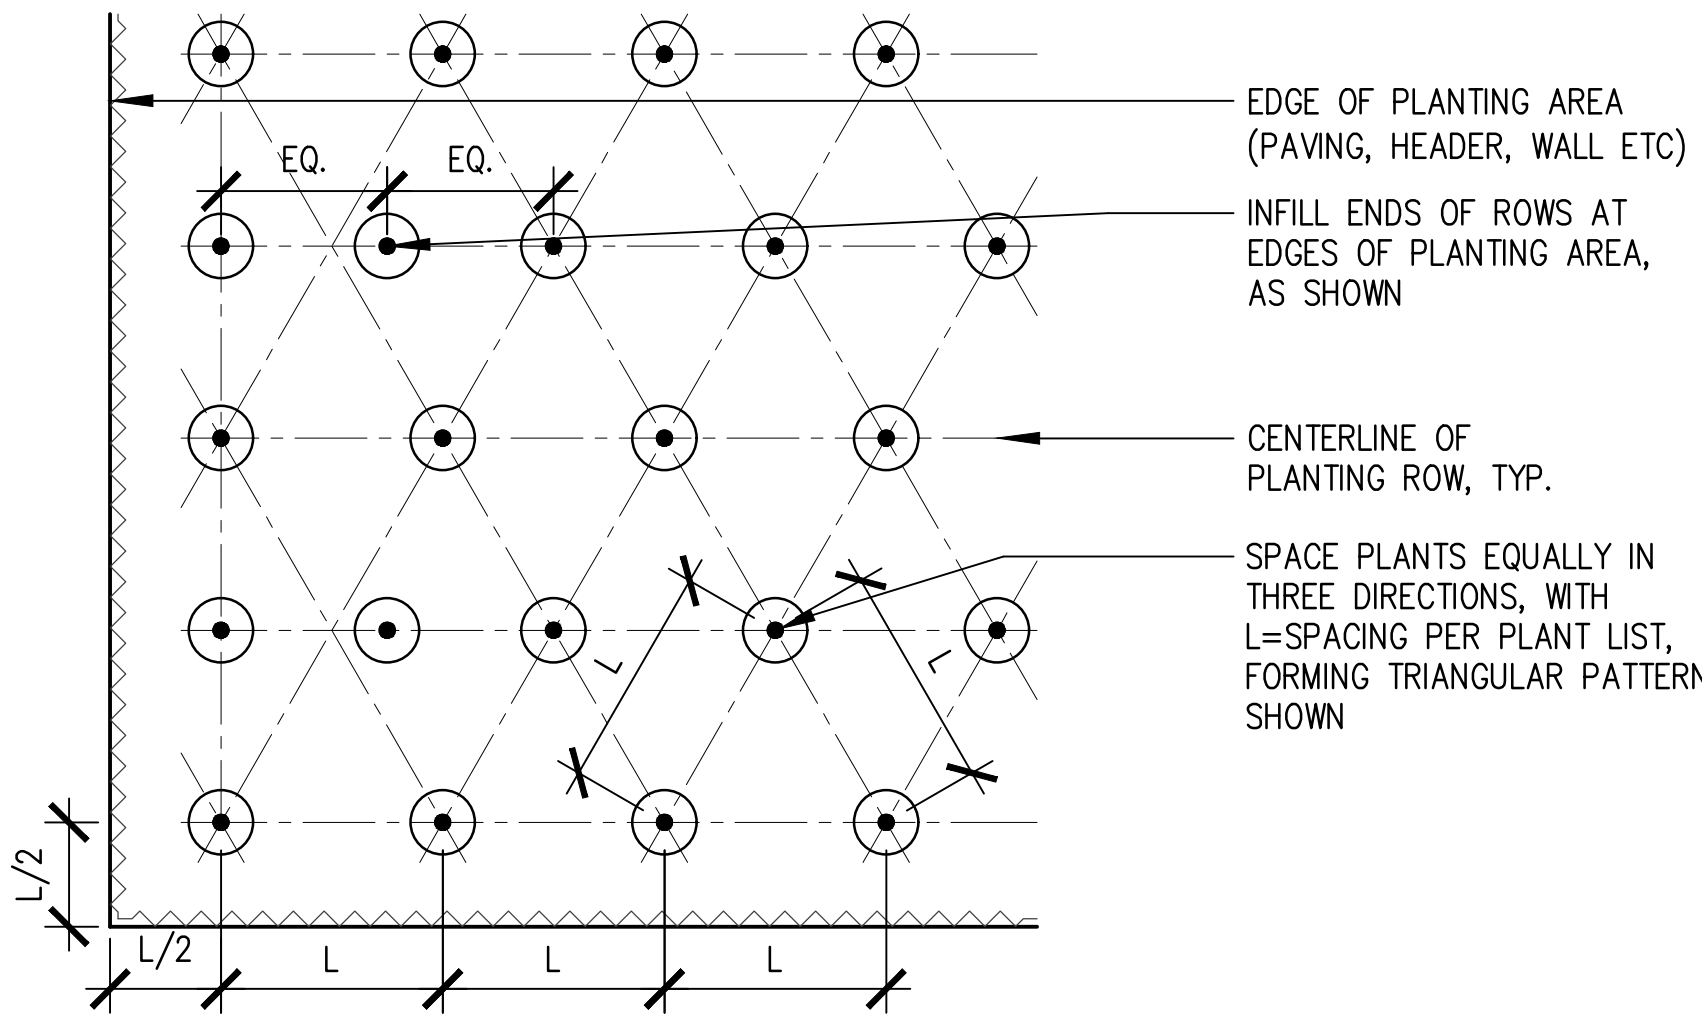 EDGE OF PLANTING AREA
(PAVING, HEADER, WALL ETC)
EQ.
EQ.
INFILL ENDS OF ROWS AT
EDGES OF PLANTING AREA,
AS SHOWN
CENTERLINE OF
PLANTING ROW, TYP.
SPACE PLANTS EQUALLY IN
THREE DIRECTIONS, WITH
L=SPACING PER PLANT LIST,
FORMING TRIANGULAR PATTERN
SHOWN
L
L
L/2
L/2
L
L
L